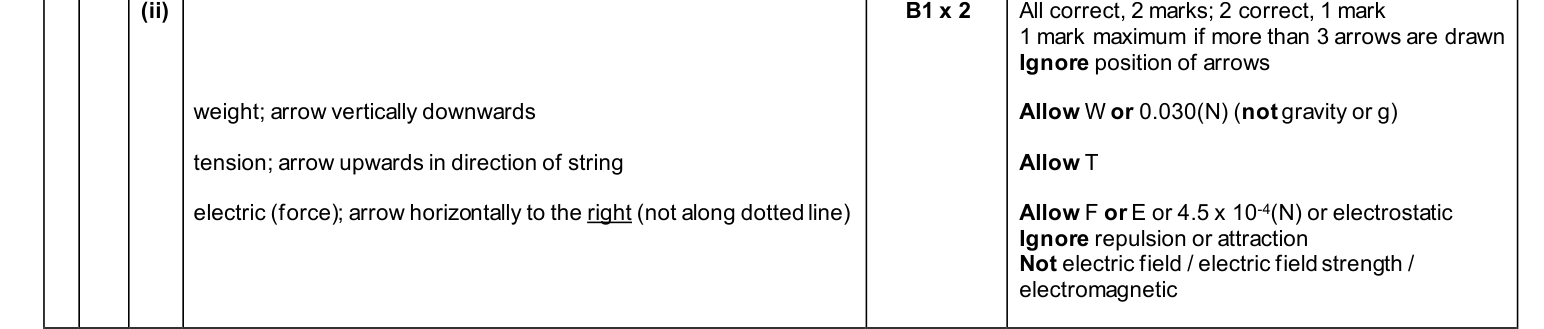 (ii) B1 x 2 All correct, 2 marks; 2 correct, 1 mark
1 mark maximum if more than 3 arrows are drawn
Ignore position of arrows
weight; arrow vertically downwards Allow W or 0.030(N) (not gravity or g)
tension; arrow upwards in direction of string Allow T
electric (force); arrow horizontally to the right (not along dotted line) Allow F or E or 4.5 x 10⁻⁴(N) or electrostatic
Ignore repulsion or attraction
Not electric field / electric field strength /
electromagnetic